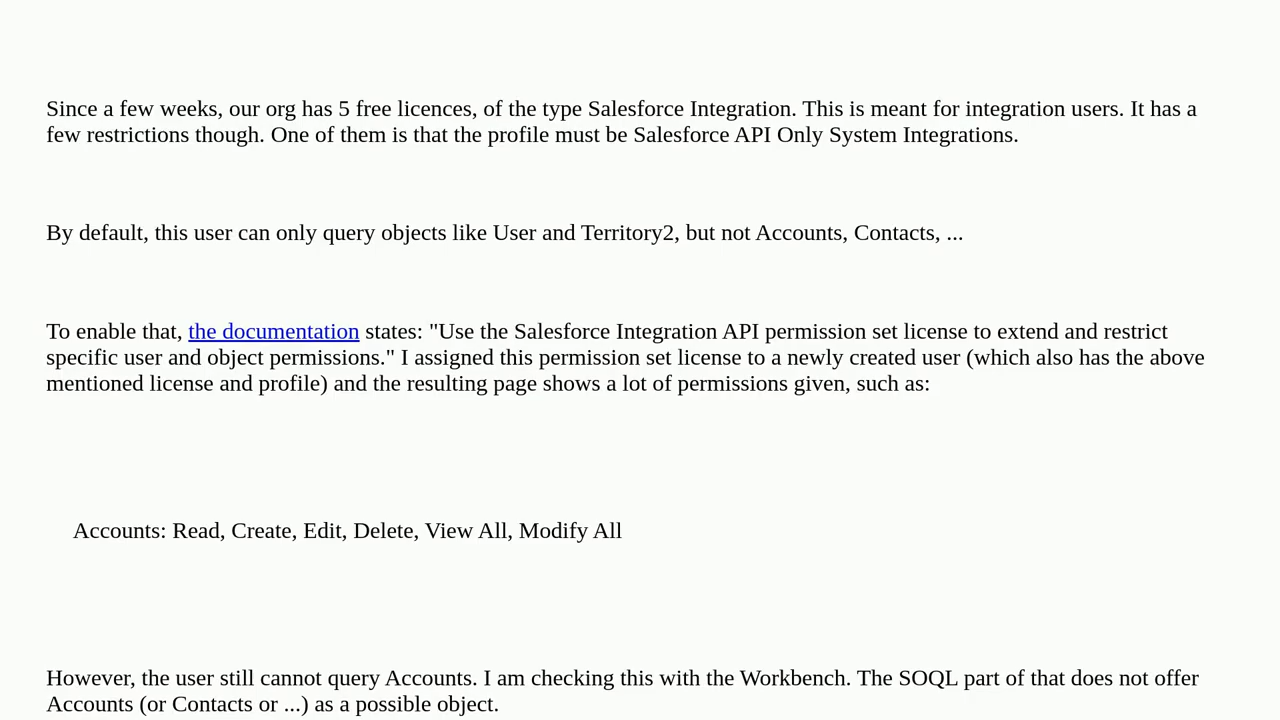 Since a few weeks, our org has 5 free licences, of the type Salesforce Integration. This is meant for integration users. It has a
few restrictions though. One of them is that the profile must be Salesforce API Only System Integrations.
By default, this user can only query objects like User and Territory2, but not Accounts, Contacts, ...
To enable that, the documentation states: "Use the Salesforce Integration API permission set license to extend and restrict
specific user and object permissions." I assigned this permission set license to a newly created user (which also has the above
mentioned license and profile) and the resulting page shows a lot of permissions given, such as:
Accounts: Read, Create, Edit, Delete, View All, Modify All
However, the user still cannot query Accounts. I am checking this with the Workbench. The SOQL part of that does not offer
Accounts (or Contacts or ...) as a possible object.